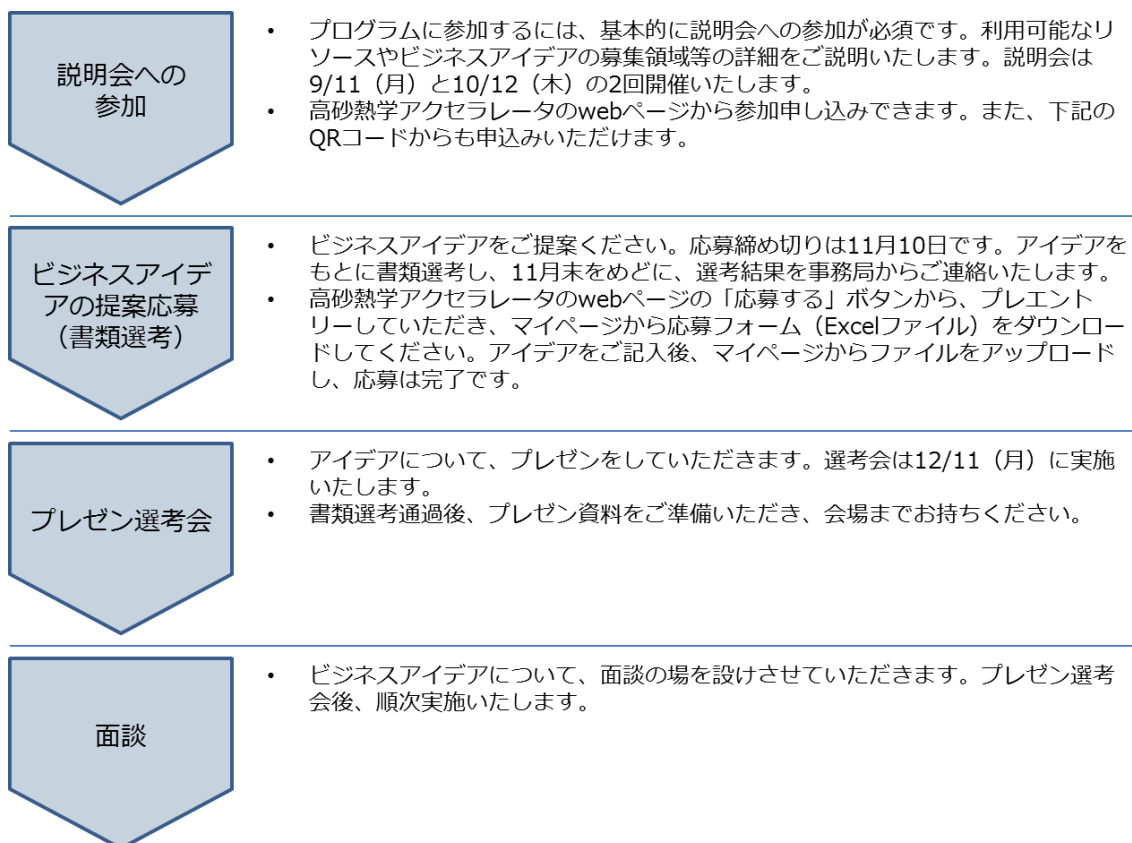 説明会への
参加
• プログラムに参加するには、基本的に説明会への参加が必須です。利用可能なリ
ソースやビジネスアイデアの募集領域等の詳細をご説明いたします。説明会は
9/11（月）と10/12（木）の2回開催いたします。
• 高砂熱学アクセラレータのwebページから参加申し込みできます。また、下記の
QRコードからも申込みいただけます。
ビジネスアイデ
アの提案応募
（書類選考）
• ビジネスアイデアをご提案ください。応募締め切りは11月10日です。アイデアを
もとに書類選考し、11月末をめどに、選考結果を事務局からご連絡いたします。
• 高砂熱学アクセラレータのwebページの「応募する」ボタンから、プレエント
リーしていただき、マイページから応募フォーム（Excelファイル）をダウンロー
ドしてください。アイデアをご記入後、マイページからファイルをアップロード
し、応募は完了です。
プレゼン選考会
• アイデアについて、プレゼンをしていただきます。選考会は12/11（月）に実施
いたします。
• 書類選考通過後、プレゼン資料をご準備いただき、会場までお持ちください。
面談
• ビジネスアイデアについて、面談の場を設けさせていただきます。プレゼン選考
会後、順次実施いたします。